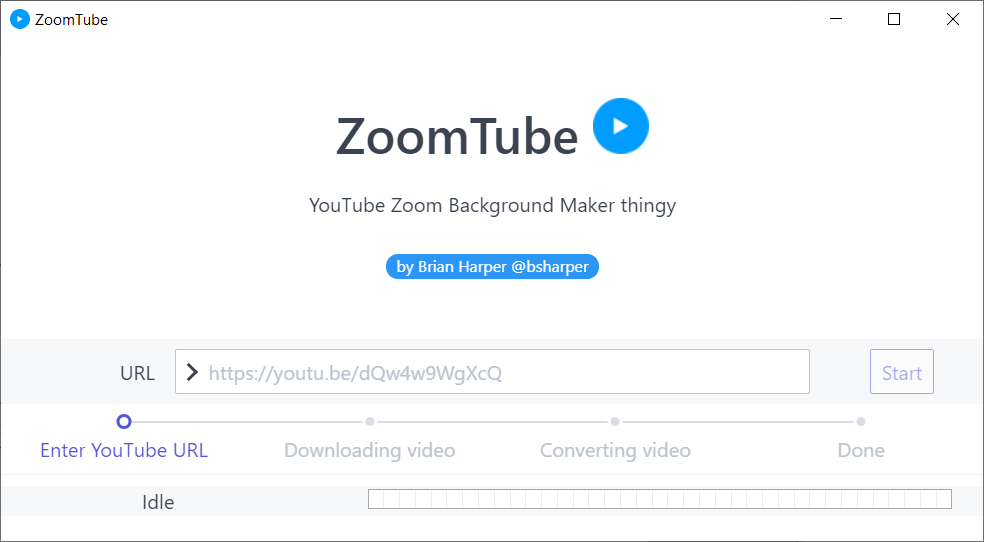 ZoomTube
ZoomTube
YouTube Zoom Background Maker thingy
by Brian Harper @bsharper
URL https://youtu.be/dQw4w9WgXcQ Start
Enter YouTube URL Downloading video Converting video Done
Idle